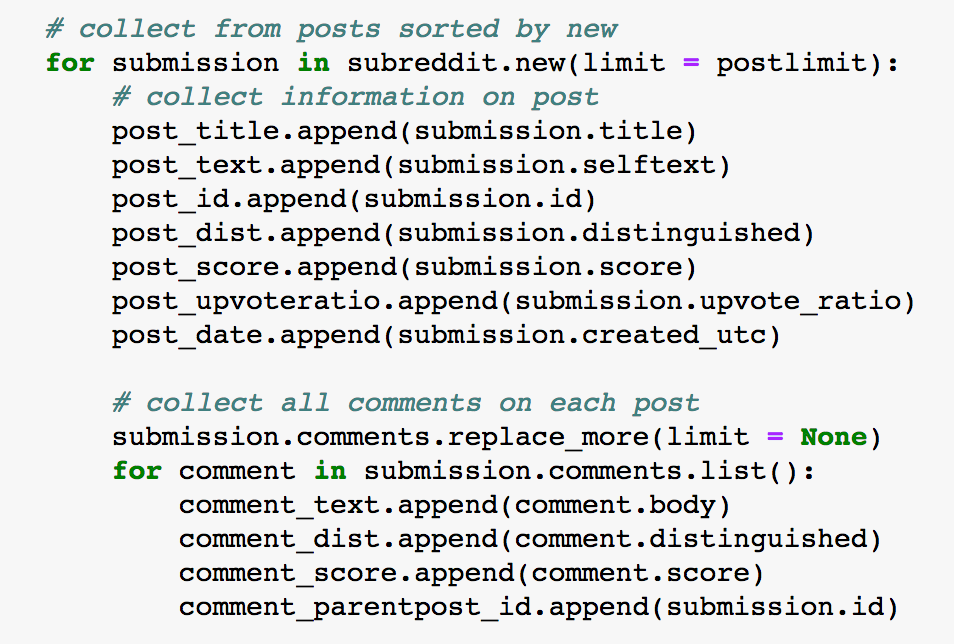 # collect from posts sorted by new
for submission in subreddit.new(limit = postlimit):
    # collect information on post
    post_title.append(submission.title)
    post_text.append(submission.selftext)
    post_id.append(submission.id)
    post_dist.append(submission.distinguished)
    post_score.append(submission.score)
    post_upvoteratio.append(submission.upvote_ratio)
    post_date.append(submission.created_utc)

    # collect all comments on each post
    submission.comments.replace_more(limit = None)
    for comment in submission.comments.list():
        comment_text.append(comment.body)
        comment_dist.append(comment.distinguished)
        comment_score.append(comment.score)
        comment_parentpost_id.append(submission.id)